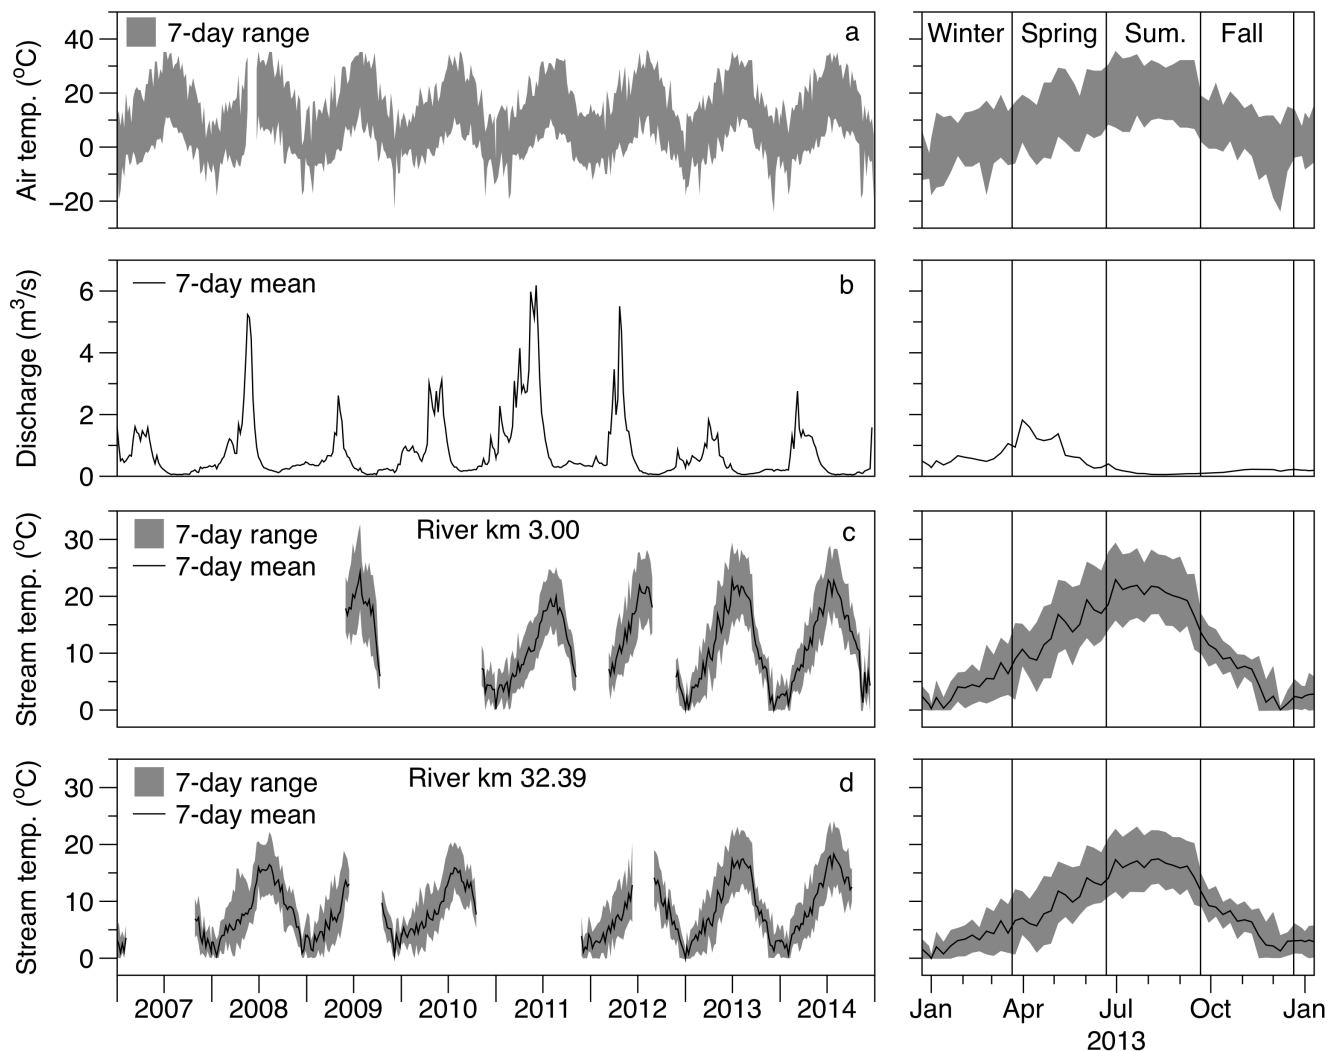 7-day range
a
Air temp. (°C)
40
20
0
−20
Winter Spring Sum. Fall
7-day mean
b
Discharge (m³/s)
6
4
2
0
7-day range
7-day mean
River km 3.00
c
Stream temp. (°C)
30
20
10
0
7-day range
7-day mean
River km 32.39
d
Stream temp. (°C)
30
20
10
0
2007 2008 2009 2010 2011 2012 2013 2014
Jan Apr Jul Oct Jan
2013